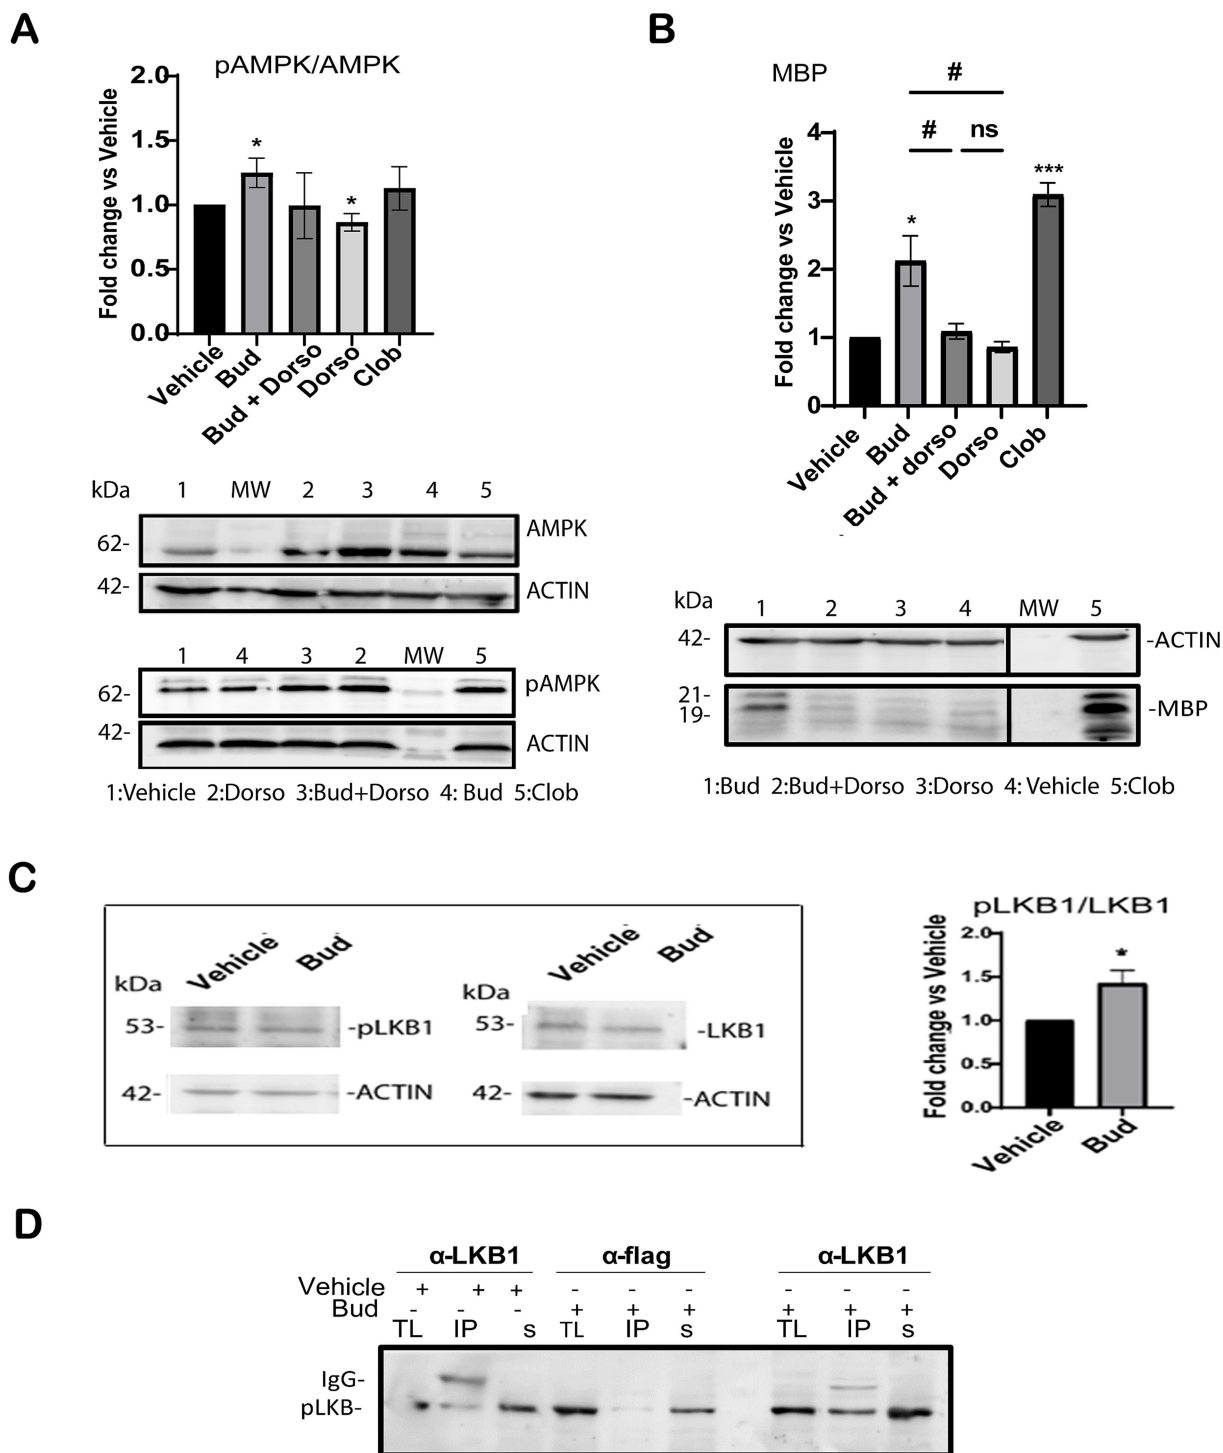 A
pAMPK/AMPK
Fold change vs Vehicle
2.0
1.5
1.0
0.5
0.0
*
*
Vehicle
Bud
Bud + Dorso
Dorso
Clob
kDa 1 MW 2 3 4 5
62- AMPK
42- ACTIN
1 4 3 2 MW 5
62- pAMPK
42- ACTIN
1:Vehicle 2:Dorso 3:Bud+Dorso 4: Bud 5:Clob
B
MBP
#
# ns
Fold change vs Vehicle
4
3
2
1
0
*
***
Vehicle
Bud
Bud + dorso
Dorso
Clob
kDa 1 2 3 4 MW 5
42- -ACTIN
21-
19- -MBP
1:Bud 2:Bud+Dorso 3:Dorso 4: Vehicle 5:Clob
C
Vehicle Bud
kDa
53- -pLKB1
42- -ACTIN
Vehicle Bud
kDa
53- -LKB1
42- -ACTIN
pLKB1/LKB1
Fold change vs Vehicle
2.0
1.5
1.0
0.5
0.0
*
Vehicle
Bud
D
α-LKB1 α-flag α-LKB1
Vehicle + + + - - - - - -
Bud - - - + + + + + +
TL IP s TL IP s TL IP s
IgG-
pLKB-